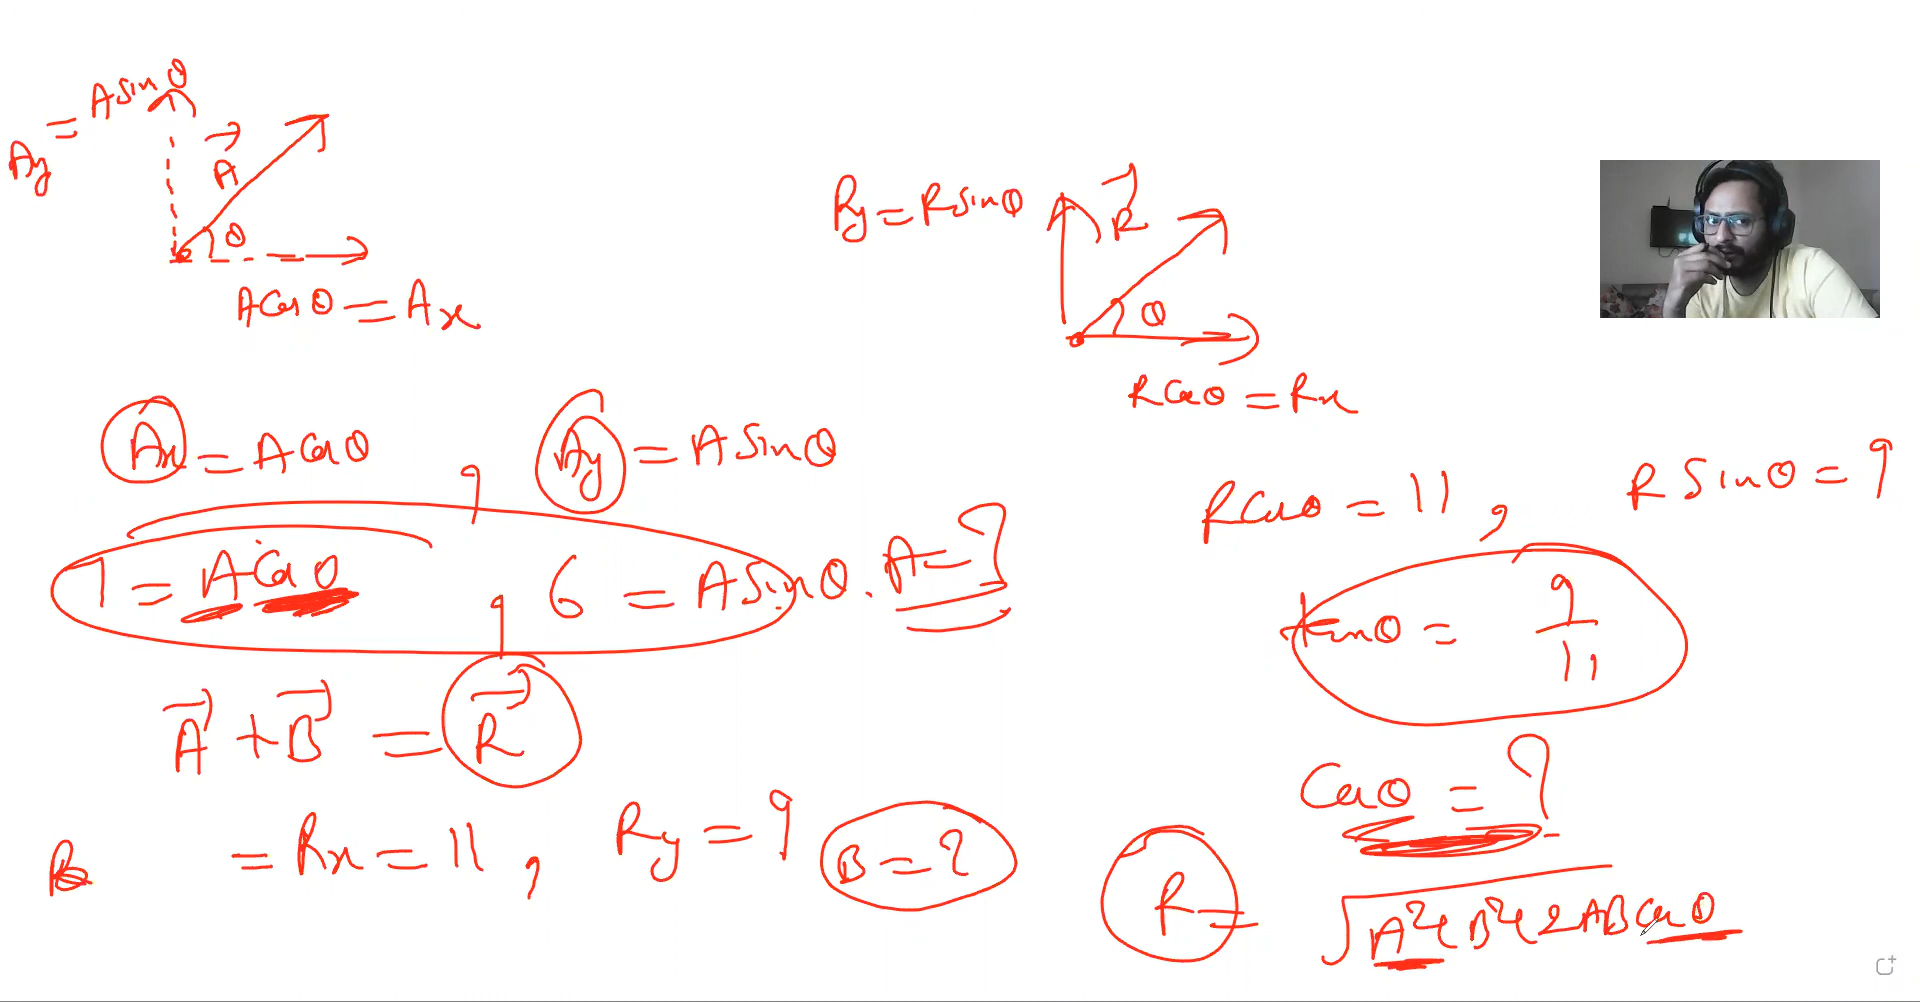 Ay = A sin θ
A
θ
A Cos θ = Ax
Ry = R sin θ
R
θ
R Cos θ = Rx
Ax = A Cos θ , Ay = A sin θ
7 = A Cos θ , 6 = A sin θ . A = ?
A + B = R
= Rx = 11 , Ry = 9 B = ?
R Cos θ = 11 , R sin θ = 9
tan θ = 9/11
Cos θ = ?
R = √A² + B² + 2AB Cos θ